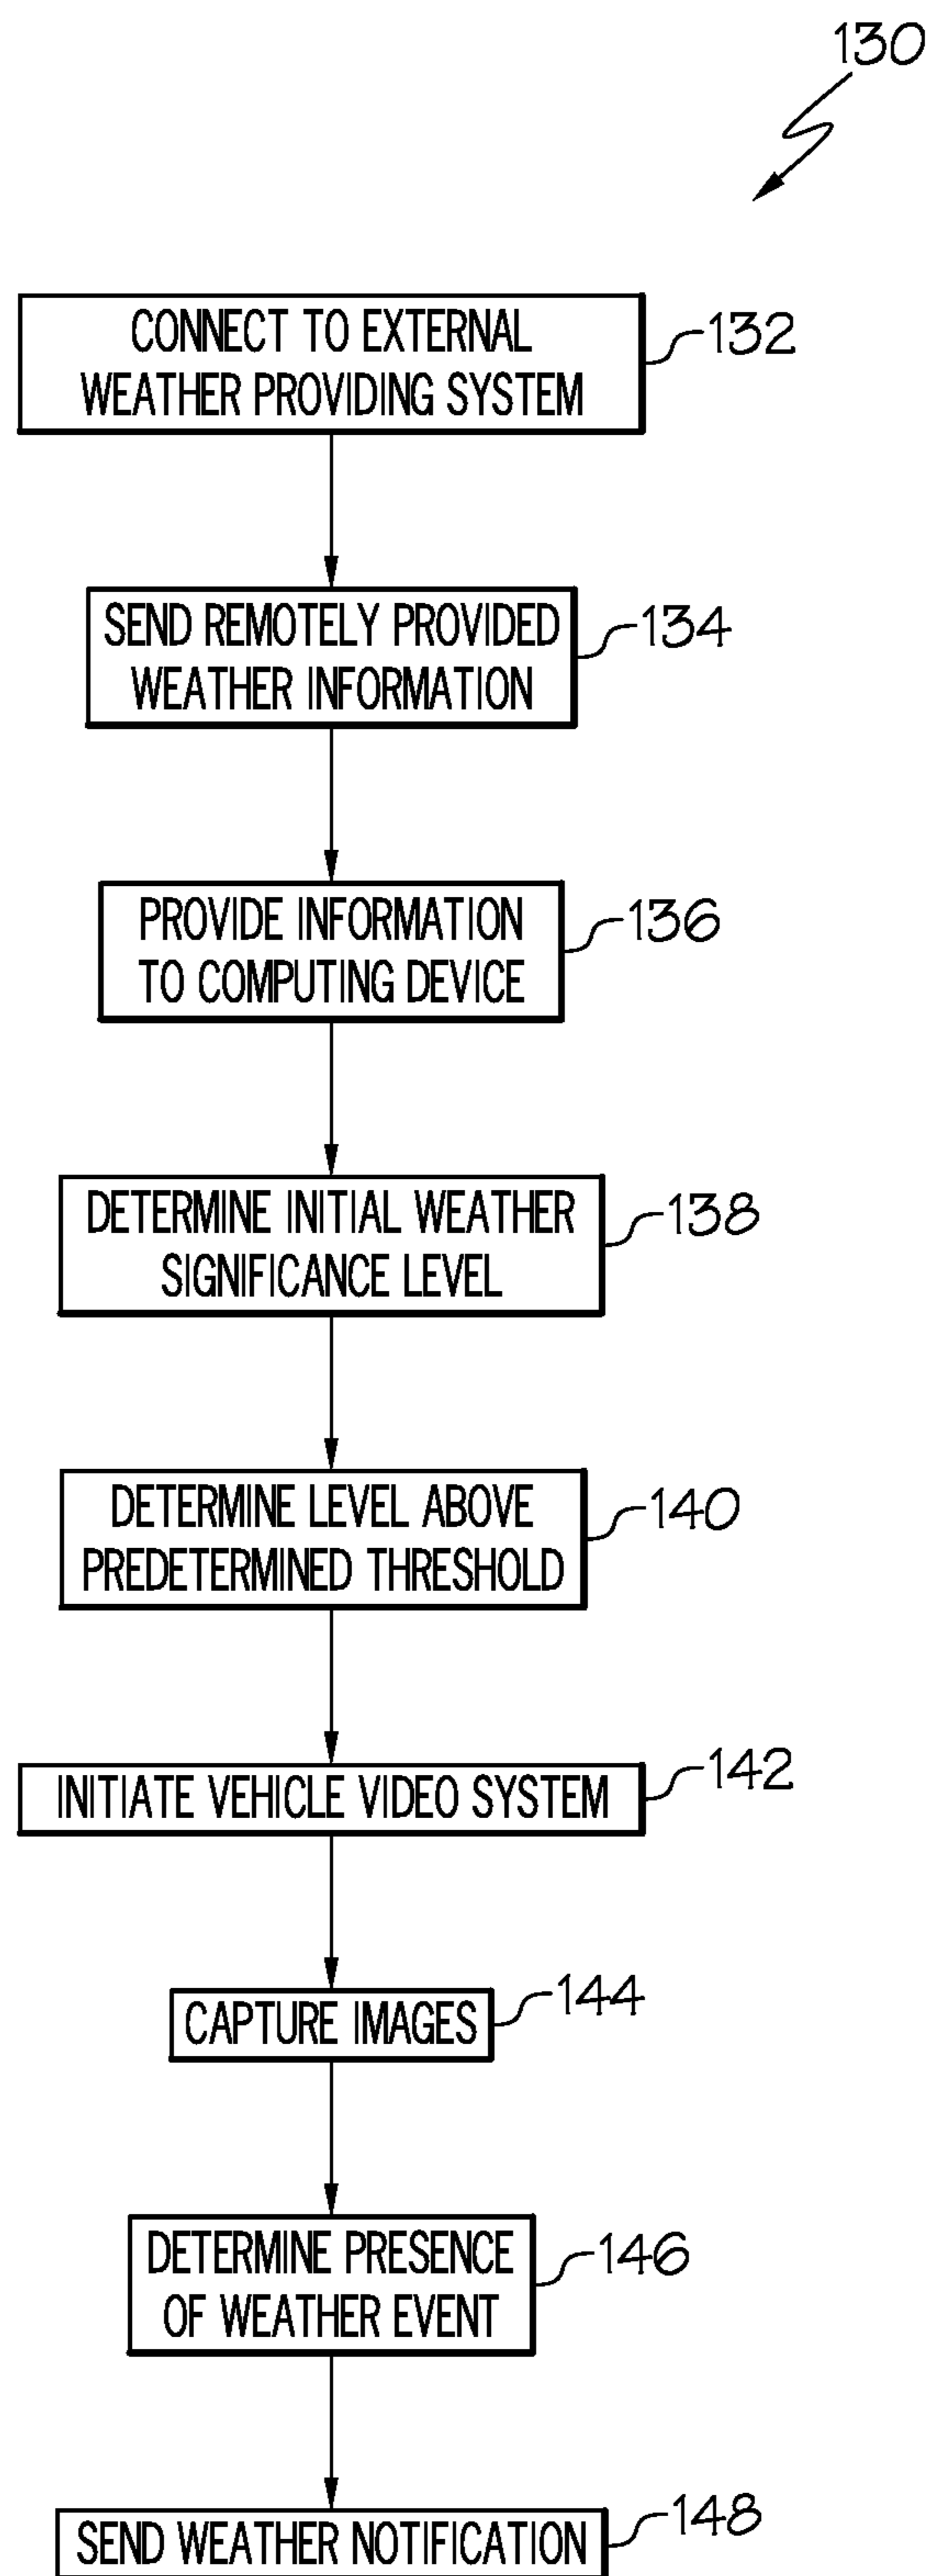 130
CONNECT TO EXTERNAL
WEATHER PROVIDING SYSTEM
132
SEND REMOTELY PROVIDED
WEATHER INFORMATION
134
PROVIDE INFORMATION
TO COMPUTING DEVICE
136
DETERMINE INITIAL WEATHER
SIGNIFICANCE LEVEL
138
DETERMINE LEVEL ABOVE
PREDETERMINED THRESHOLD
140
INITIATE VEHICLE VIDEO SYSTEM
142
CAPTURE IMAGES
144
DETERMINE PRESENCE
OF WEATHER EVENT
146
SEND WEATHER NOTIFICATION
148